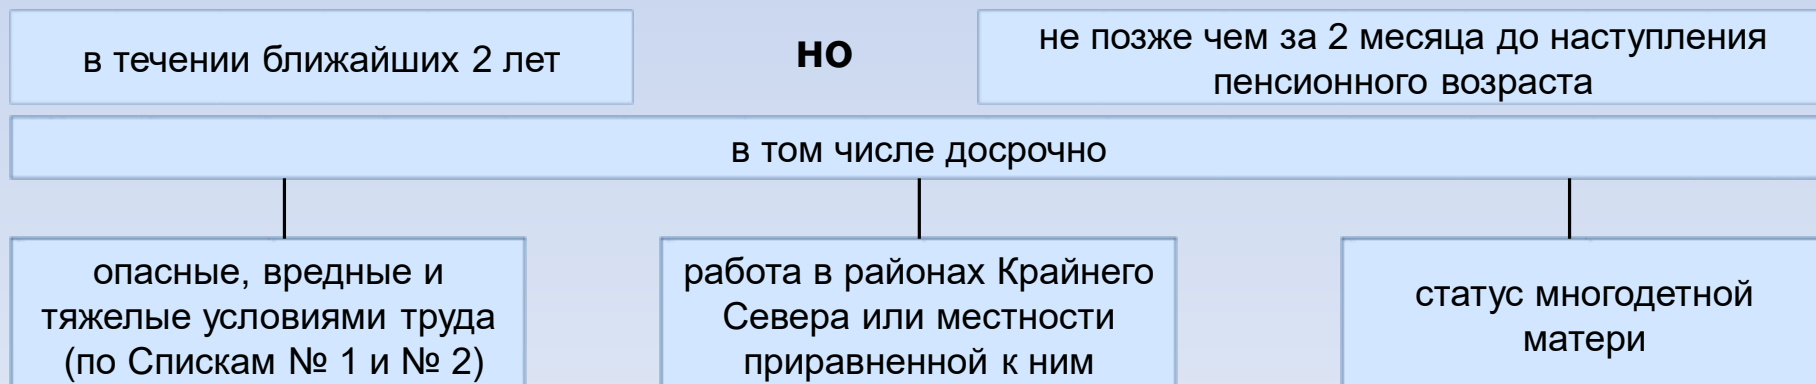 в течении ближайших 2 лет
но
не позже чем за 2 месяца до наступления
пенсионного возраста
в том числе досрочно
опасные, вредные и
тяжелые условиями труда
(по Спискам № 1 и № 2)
работа в районах Крайнего
Севера или местности
приравненной к ним
статус многодетной
матери